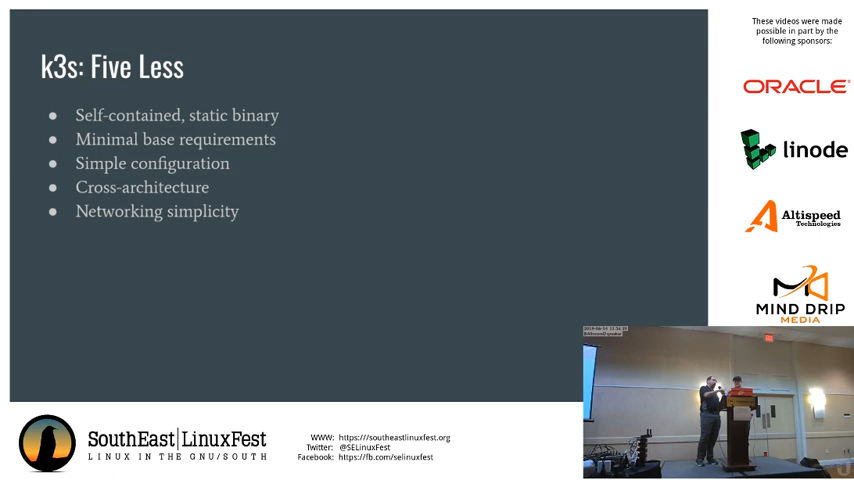 k3s: Five Less
● Self-contained, static binary
● Minimal base requirements
● Simple configuration
● Cross-architecture
● Networking simplicity
These videos were made
possible in part by the
following sponsors:
ORACLE
linode
Altispeed
Technologies
MIND DRIP
MEDIA
SouthEast|LinuxFest
LINUX IN THE GNU/SOUTH
WWW: https:///southeastlinuxfest.org
Twitter: @SELinuxFest
Facebook: https://fb.com/selinuxfest